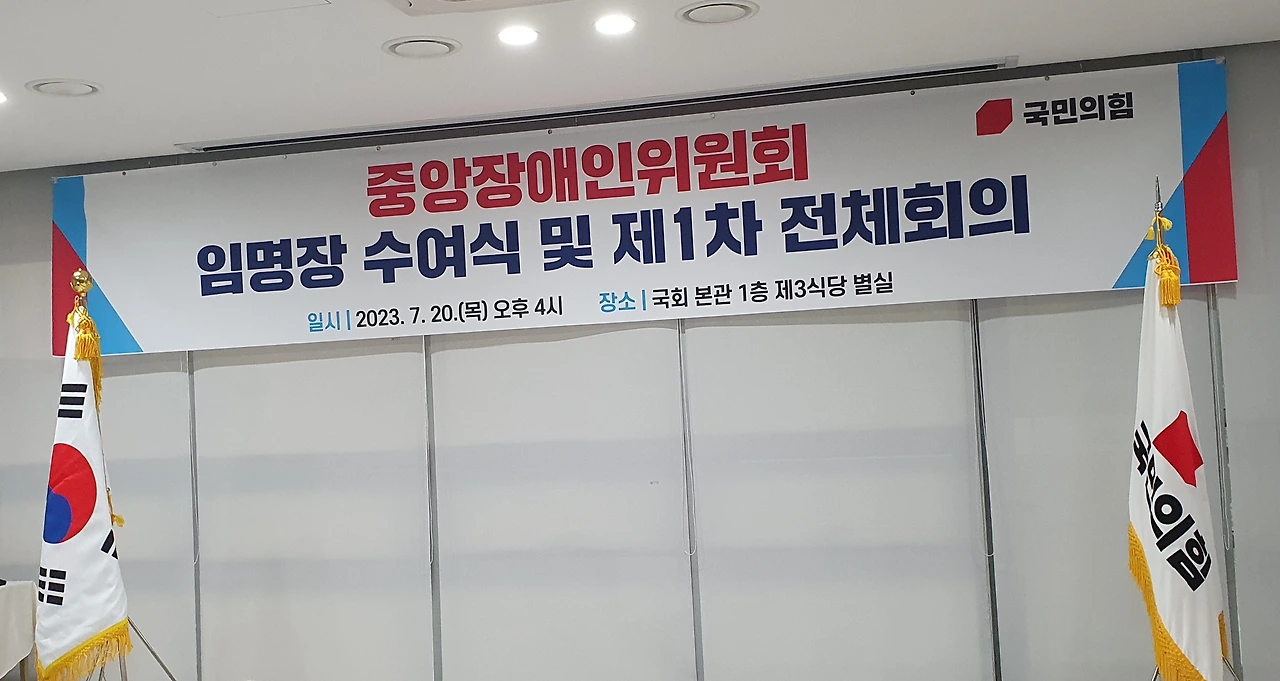 국민의힘
중앙장애인위원회
임명장 수여식 및 제1차 전체회의
일시 | 2023. 7. 20.(목) 오후 4시 장소 | 국회 본관 1층 제3식당 별실
국민의힘